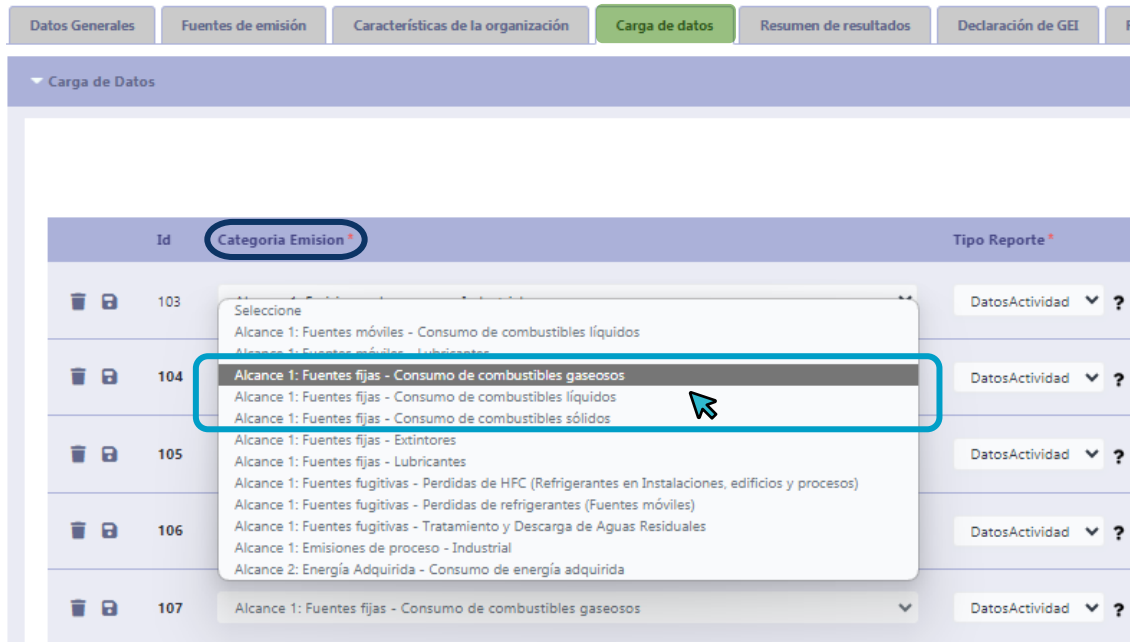 Datos Generales
Fuentes de emisión
Características de la organización
Carga de datos
Resumen de resultados
Declaración de GEI
Carga de Datos
Id
Categoria Emision *
Tipo Reporte *
103
DatosActividad
?
Seleccione
Alcance 1: Fuentes móviles - Consumo de combustibles líquidos
Alcance 1: Fuentes móviles - Lubricantes
104
Alcance 1: Fuentes fijas - Consumo de combustibles gaseosos
DatosActividad
?
Alcance 1: Fuentes fijas - Consumo de combustibles líquidos
Alcance 1: Fuentes fijas - Consumo de combustibles sólidos
Alcance 1: Fuentes fijas - Extintores
105
DatosActividad
?
Alcance 1: Fuentes fijas - Lubricantes
Alcance 1: Fuentes fugitivas - Perdidas de HFC (Refrigerantes en Instalaciones, edificios y procesos)
Alcance 1: Fuentes fugitivas - Perdidas de refrigerantes (Fuentes móviles)
106
Alcance 1: Fuentes fugitivas - Tratamiento y Descarga de Aguas Residuales
DatosActividad
?
Alcance 1: Emisiones de proceso - Industrial
Alcance 2: Energía Adquirida - Consumo de energía adquirida
107
Alcance 1: Fuentes fijas - Consumo de combustibles gaseosos
DatosActividad
?